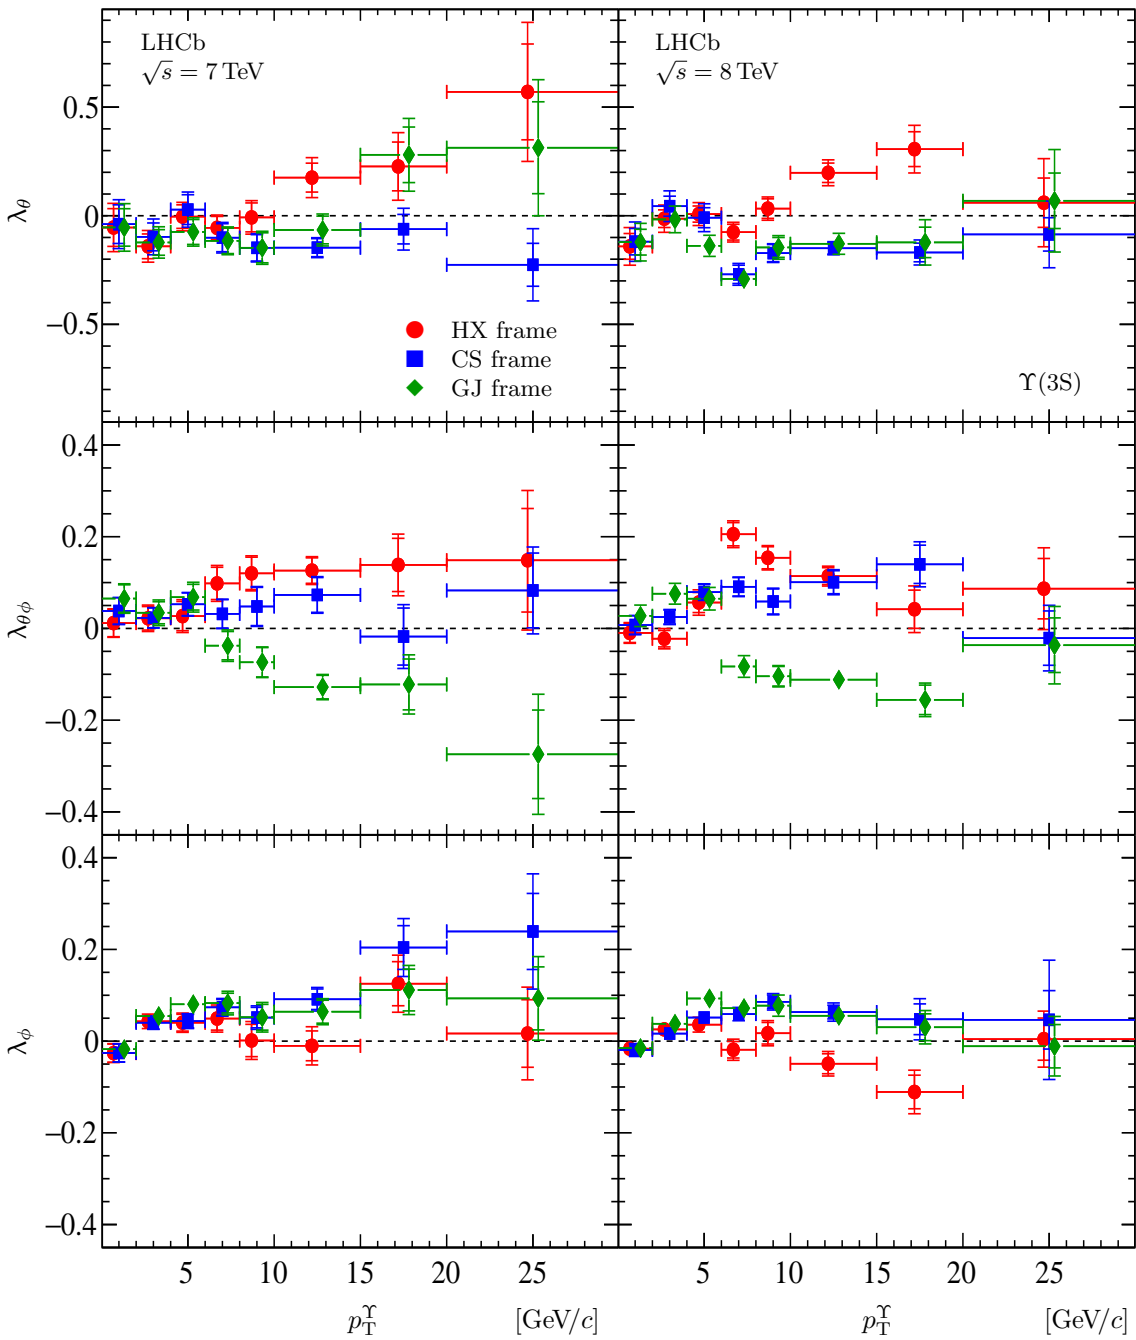 LHCb
√s = 7 TeV
LHCb
√s = 8 TeV
λθ
0.5
0
−0.5
HX frame
CS frame
GJ frame
ϒ(3S)
λθϕ
0.4
0.2
0
−0.2
−0.4
λϕ
0.4
0.2
0
−0.2
−0.4
5 10 15 20 25
5 10 15 20 25
p_T^ϒ [GeV/c]
p_T^ϒ [GeV/c]